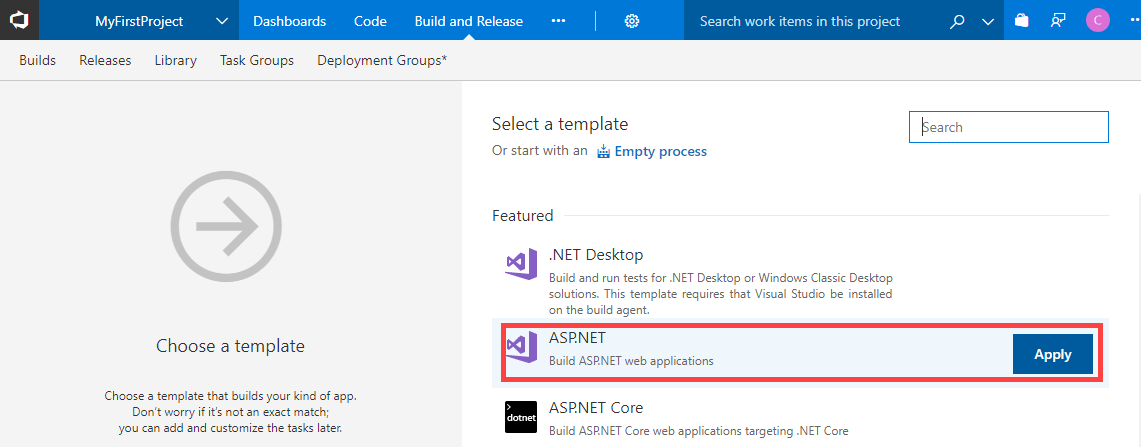 MyFirstProject Dashboards Code Build and Release ••• Search work items in this project C
Builds Releases Library Task Groups Deployment Groups*
Select a template
Search
Or start with an Empty process
Featured
.NET Desktop
Build and run tests for .NET Desktop or Windows Classic Desktop
solutions. This template requires that Visual Studio be installed
on the build agent.
ASP.NET
Build ASP.NET web applications
Apply
dotnet
ASP.NET Core
Build ASP.NET Core web applications targeting .NET Core
Choose a template
Choose a template that builds your kind of app.
Don't worry if it's not an exact match;
you can add and customize the tasks later.